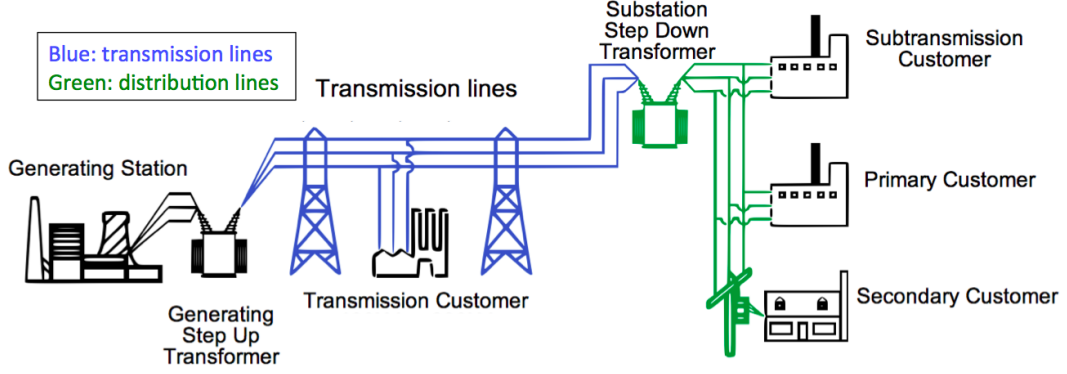 Blue: transmission lines
Green: distribution lines
Transmission lines
Substation
Step Down
Transformer
Subtransmission
Customer
Generating Station
Primary Customer
Generating
Step Up
Transformer
Transmission Customer
Secondary Customer